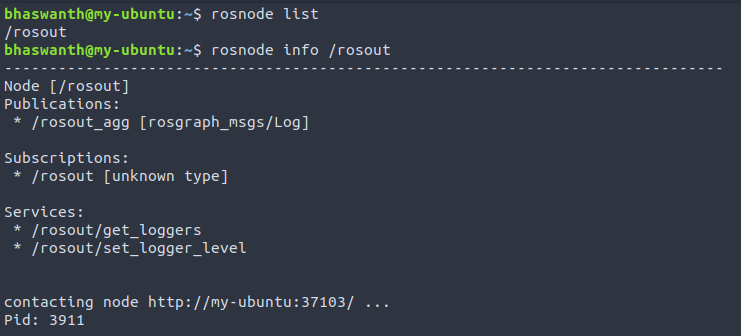 bhaswanth@my-ubuntu:~$ rosnode list
/rosout
bhaswanth@my-ubuntu:~$ rosnode info /rosout
--------------------------------------------------------------------------------
Node [/rosout]
Publications:
 * /rosout_agg [rosgraph_msgs/Log]

Subscriptions:
 * /rosout [unknown type]

Services:
 * /rosout/get_loggers
 * /rosout/set_logger_level


contacting node http://my-ubuntu:37103/ ...
Pid: 3911